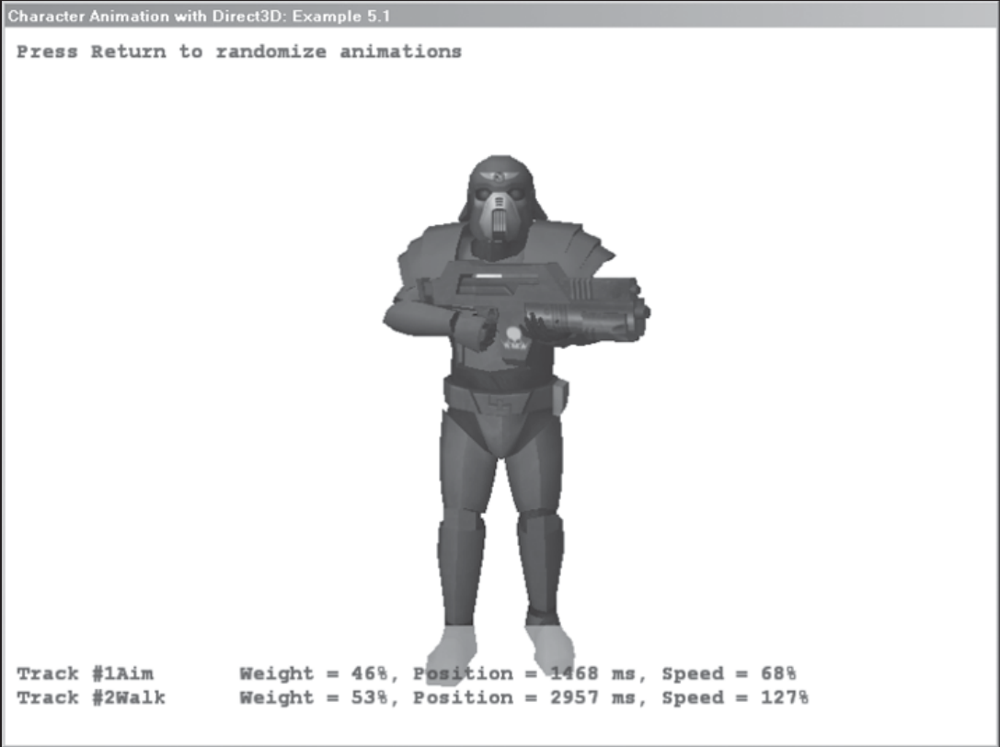 Character Animation with Direct3D: Example 5.1
Press Return to randomize animations
Track #1Aim Weight = 46%, Position = 1468 ms, Speed = 68%
Track #2Walk Weight = 53%, Position = 2957 ms, Speed = 127%